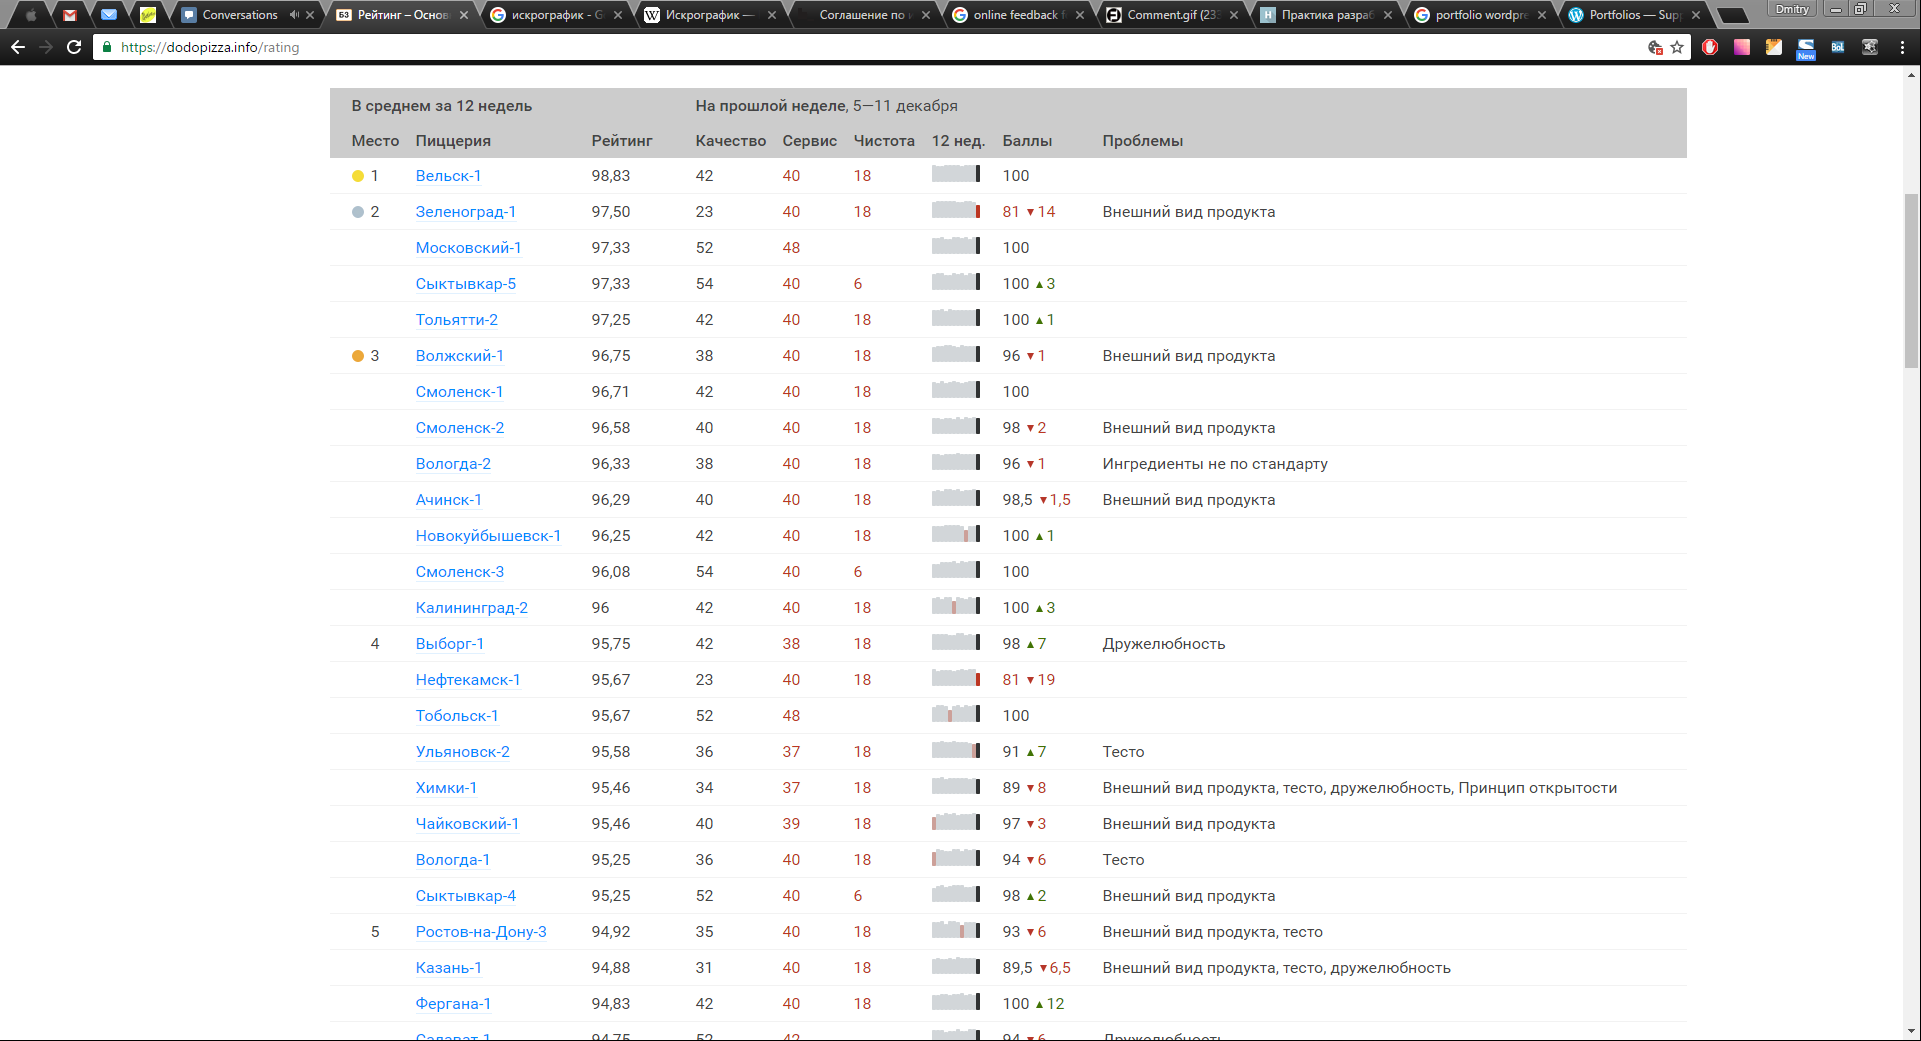 Conversations Рейтинг – Основ искрографик - G Искрографик — Соглашение по и online feedback f Comment.gif (23 Практика разраб portfolio wordpre Portfolios — Supp Dmitry
https://dodopizza.info/rating New BoL
В среднем за 12 недель На прошлой неделе, 5—11 декабря
Место Пиццерия Рейтинг Качество Сервис Чистота 12 нед. Баллы Проблемы
1 Вельск-1 98,83 42 40 18 100
2 Зеленоград-1 97,50 23 40 18 81 ▼14 Внешний вид продукта
Московский-1 97,33 52 48 100
Сыктывкар-5 97,33 54 40 6 100 ▲3
Тольятти-2 97,25 42 40 18 100 ▲1
3 Волжский-1 96,75 38 40 18 96 ▼1 Внешний вид продукта
Смоленск-1 96,71 42 40 18 100
Смоленск-2 96,58 40 40 18 98 ▼2 Внешний вид продукта
Вологда-2 96,33 38 40 18 96 ▼1 Ингредиенты не по стандарту
Ачинск-1 96,29 40 40 18 98,5 ▼1,5 Внешний вид продукта
Новокуйбышевск-1 96,25 42 40 18 100 ▲1
Смоленск-3 96,08 54 40 6 100
Калининград-2 96 42 40 18 100 ▲3
4 Выборг-1 95,75 42 38 18 98 ▲7 Дружелюбность
Нефтекамск-1 95,67 23 40 18 81 ▼19
Тобольск-1 95,67 52 48 100
Ульяновск-2 95,58 36 37 18 91 ▲7 Тесто
Химки-1 95,46 34 37 18 89 ▼8 Внешний вид продукта, тесто, дружелюбность, Принцип открытости
Чайковский-1 95,46 40 39 18 97 ▼3 Внешний вид продукта
Вологда-1 95,25 36 40 18 94 ▼6 Тесто
Сыктывкар-4 95,25 52 40 6 98 ▲2 Внешний вид продукта
5 Ростов-на-Дону-3 94,92 35 40 18 93 ▼6 Внешний вид продукта, тесто
Казань-1 94,88 31 40 18 89,5 ▼6,5 Внешний вид продукта, тесто, дружелюбность
Фергана-1 94,83 42 40 18 100 ▲12
Салават-1 94,75 52 42 94 ▼6 Дружелюбность